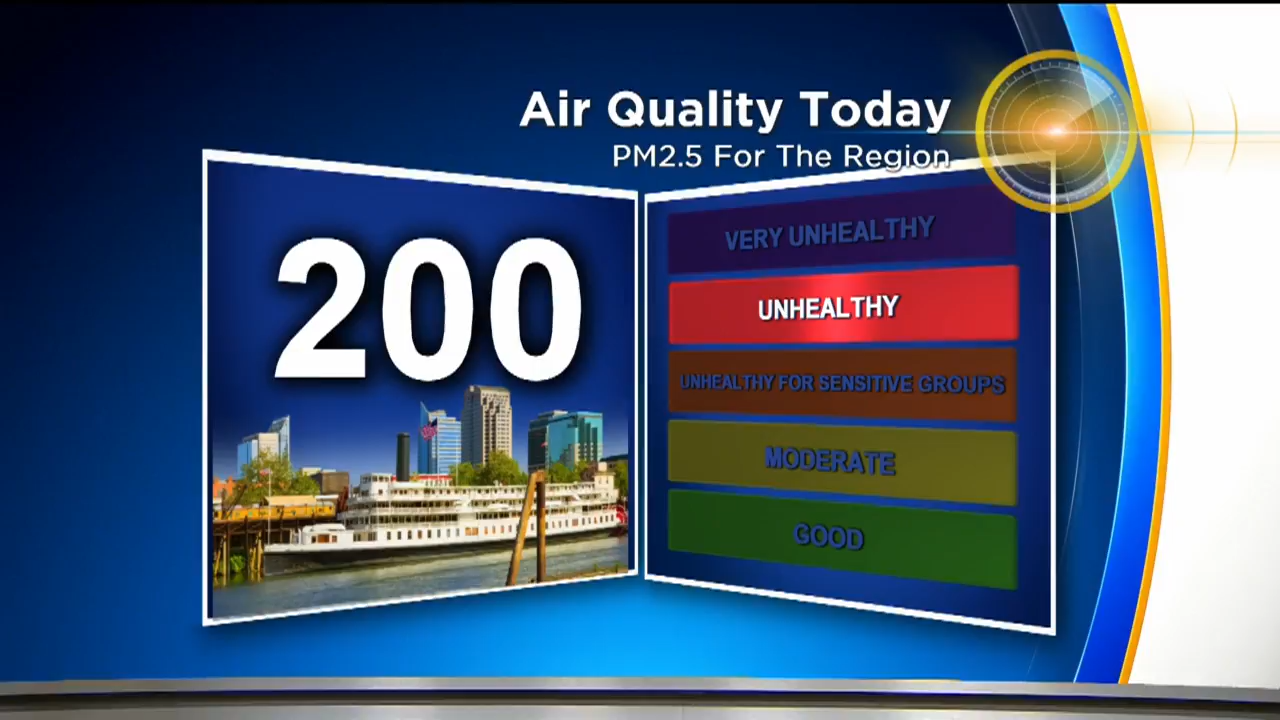 Air Quality Today
PM2.5 For The Region
200
VERY UNHEALTHY
UNHEALTHY
UNHEALTHY FOR SENSITIVE GROUPS
MODERATE
GOOD